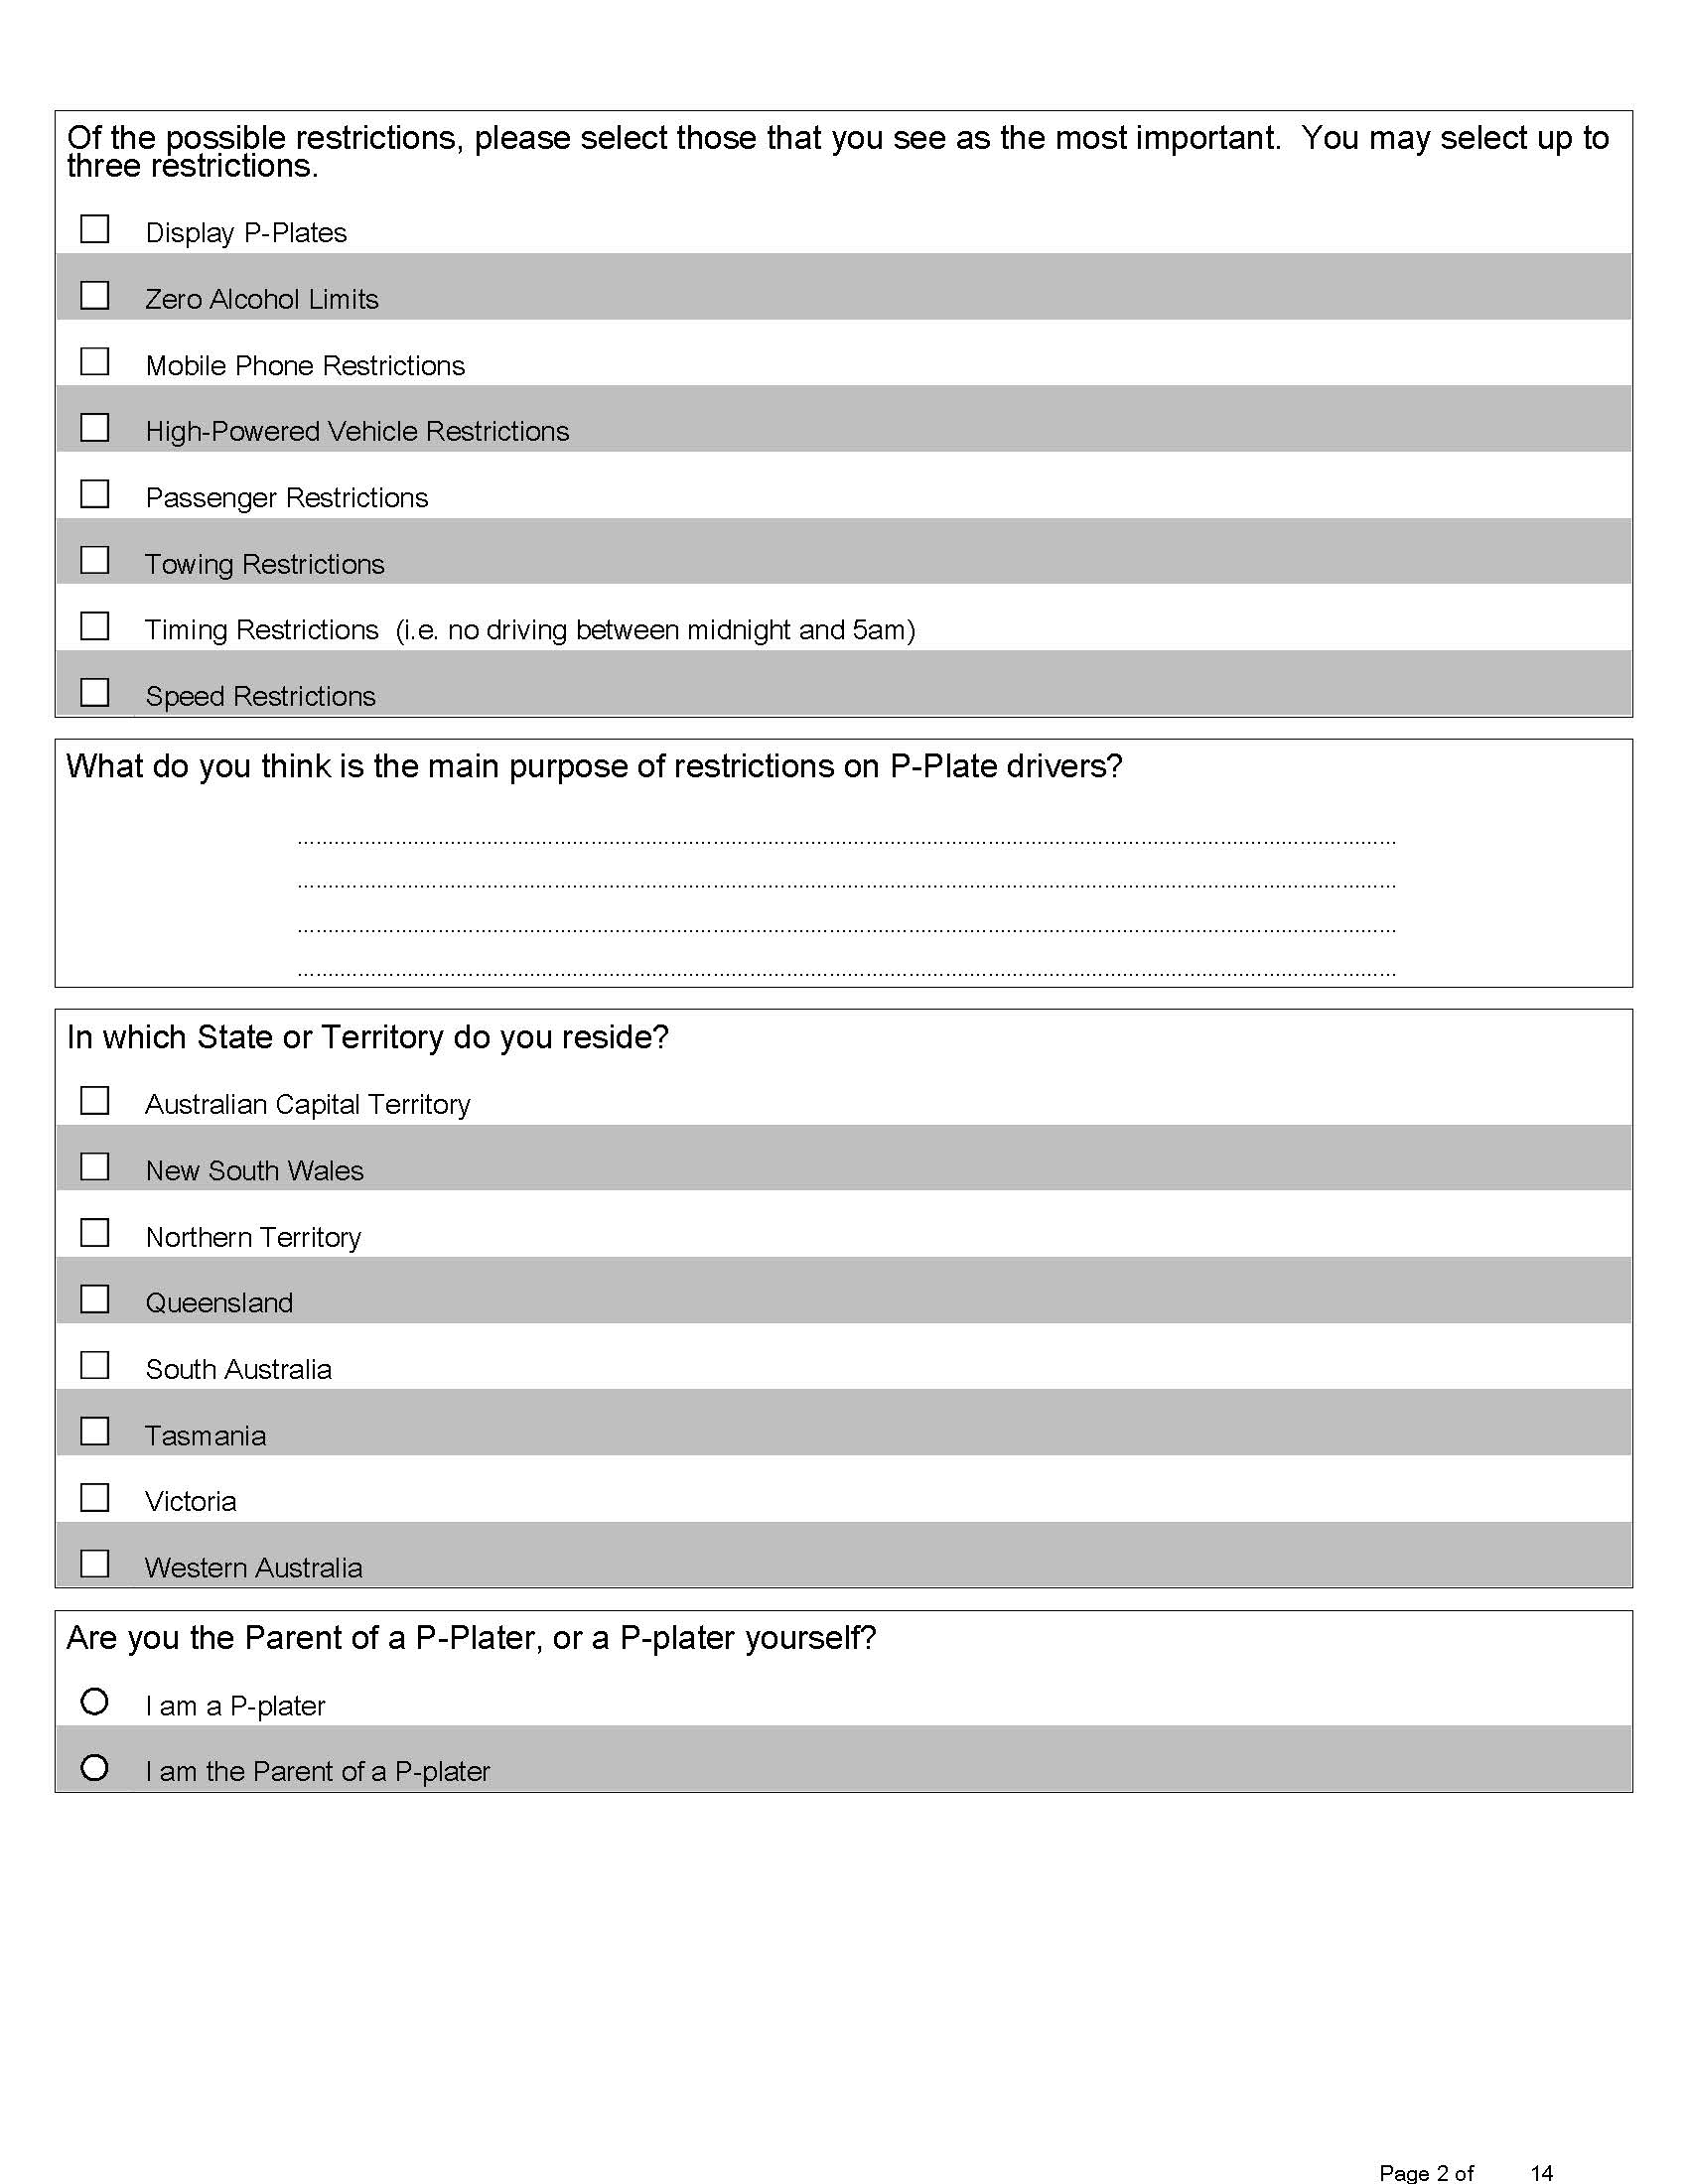 Of the possible restrictions, please select those that you see as the most important.  You may select up to
three restrictions.
Display P-Plates
Zero Alcohol Limits
Mobile Phone Restrictions
High-Powered Vehicle Restrictions
Passenger Restrictions
Towing Restrictions
Timing Restrictions  (i.e. no driving between midnight and 5am)
Speed Restrictions
What do you think is the main purpose of restrictions on P-Plate drivers?
In which State or Territory do you reside?
Australian Capital Territory
New South Wales
Northern Territory
Queensland
South Australia
Tasmania
Victoria
Western Australia
Are you the Parent of a P-Plater, or a P-plater yourself?
I am a P-plater
I am the Parent of a P-plater
Page 2 of 14